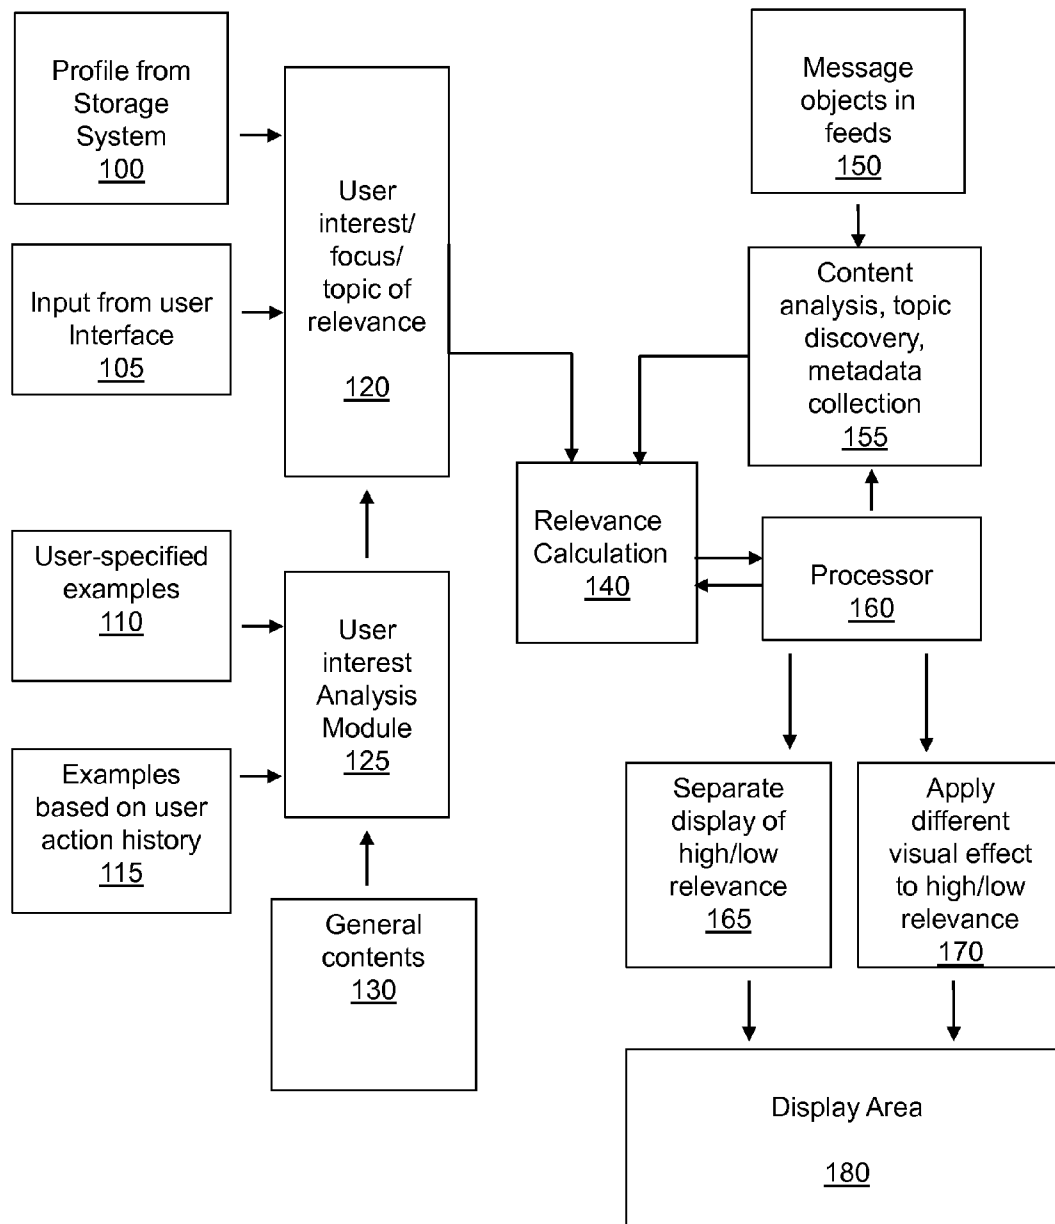 Profile from
Storage
System
100
Input from user
Interface
105
User
interest/
focus/
topic of
relevance
120
User-specified
examples
110
Examples
based on user
action history
115
User
interest
Analysis
Module
125
General
contents
130
Message
objects in
feeds
150
Content
analysis, topic
discovery,
metadata
collection
155
Relevance
Calculation
140
Processor
160
Separate
display of
high/low
relevance
165
Apply
different
visual effect
to high/low
relevance
170
Display Area
180